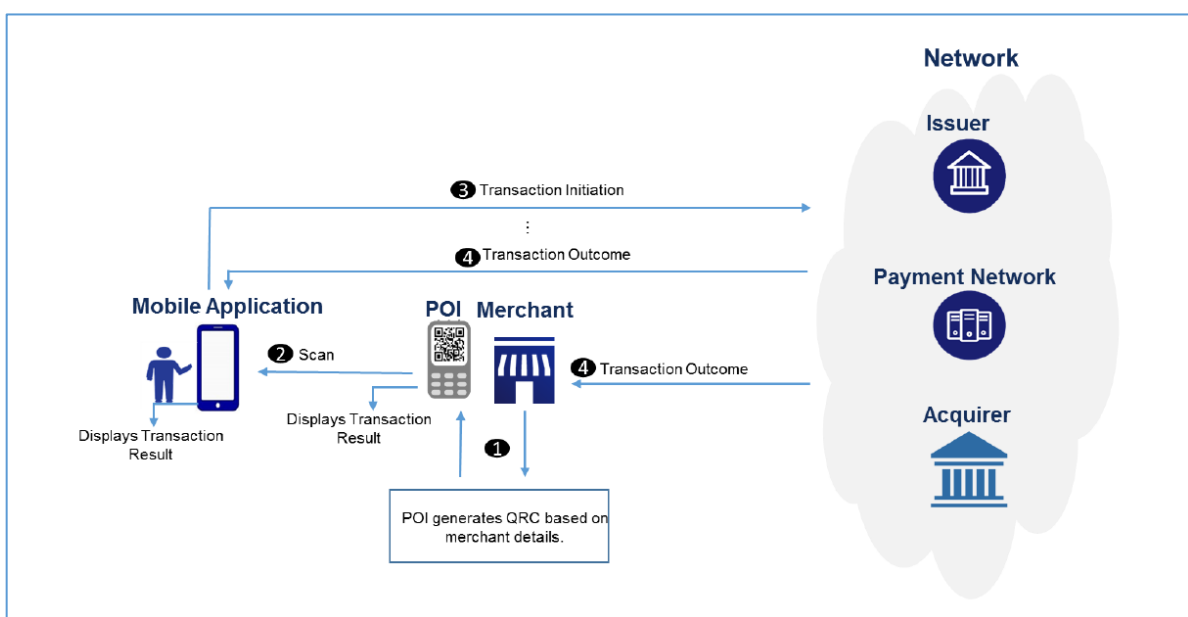 Network
Issuer
3 Transaction Initiation
⋮
4 Transaction Outcome
Payment Network
Mobile Application
POI Merchant
2 Scan
4 Transaction Outcome
Displays Transaction
Result
Displays Transaction
Result
Acquirer
1
POI generates QRC based on
merchant details.